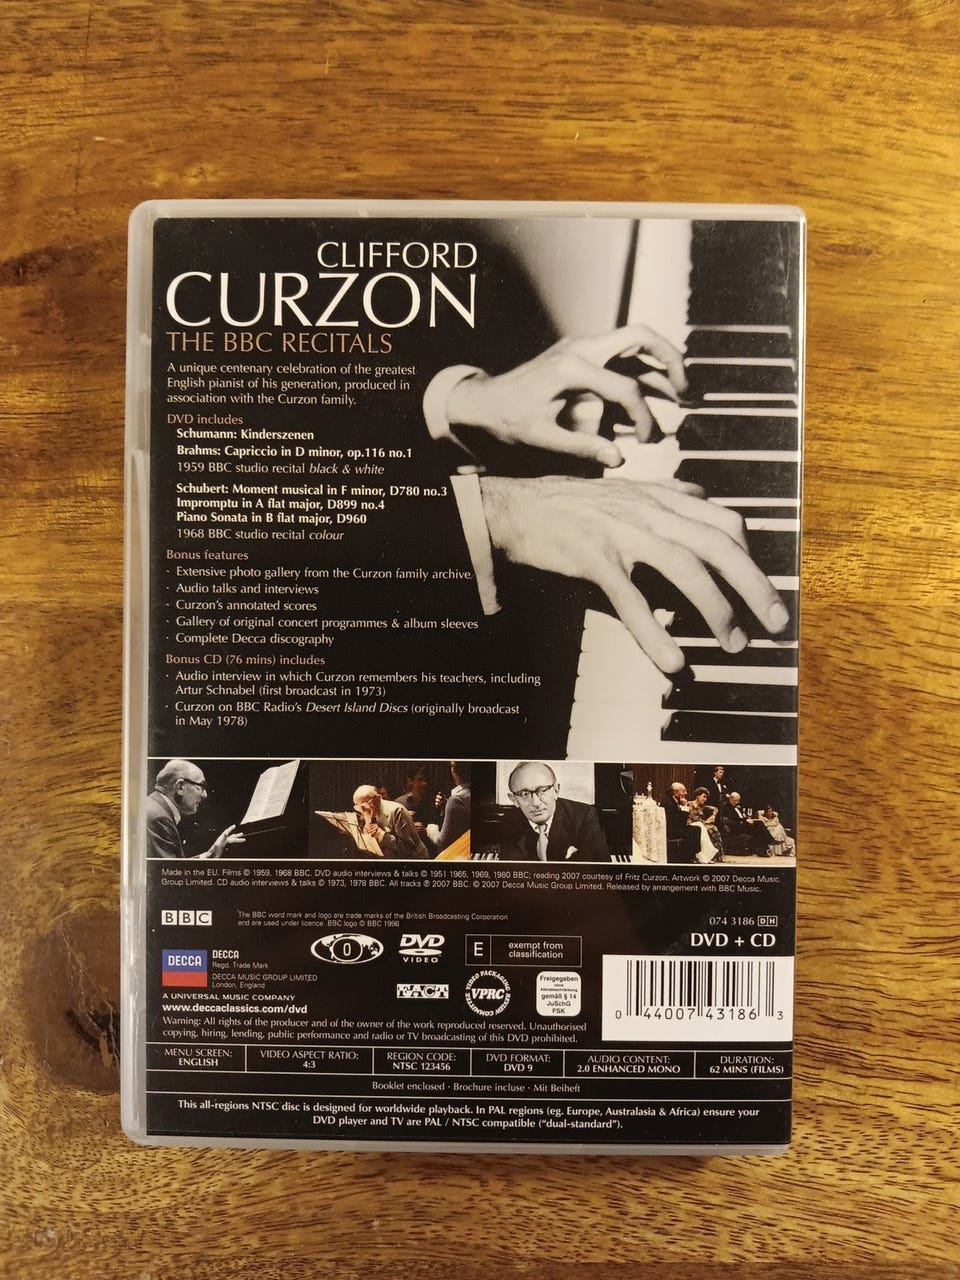 CLIFFORD
CURZON
THE BBC RECITALS
A unique centenary celebration of the greatest
English pianist of his generation, produced in
association with the Curzon family.
DVD includes
Schumann: Kinderszenen
Brahms: Capriccio in D minor, op.116 no.1
1959 BBC studio recital black & white
Schubert: Moment musical in F minor, D780 no.3
Impromptu in A flat major, D899 no.4
Piano Sonata in B flat major, D960
1968 BBC studio recital colour
Bonus features
· Extensive photo gallery from the Curzon family archive
· Audio talks and interviews
· Curzon's annotated scores
· Gallery of original concert programmes & album sleeves
· Complete Decca discography
Bonus CD (76 mins) includes
· Audio interview in which Curzon remembers his teachers, including
Artur Schnabel (first broadcast in 1973)
· Curzon on BBC Radio's Desert Island Discs (originally broadcast
in May 1978)
Made in the EU. Films © 1959, 1968 BBC. DVD audio interviews & talks © 1951 1965, 1969, 1980 BBC; reading 2007 courtesy of Fritz Curzon. Artwork © 2007 Decca Music
Group Limited. CD audio interviews & talks © 1973, 1978 BBC. All tracks ℗ 2007 BBC. © 2007 Decca Music Group Limited. Released by arrangement with BBC Music.
BBC
The BBC word mark and logo are trade marks of the British Broadcasting Corporation
and are used under licence. BBC logo © BBC 1996
074 3186 DH
DVD + CD
DECCA
DECCA
Regd. Trade Mark
DECCA MUSIC GROUP LIMITED
London, England
0
DVD
VIDEO
E
exempt from
classification
FACT
VIDEO PACKAGING REVIEW COMMITTEE
VPRC
Freigegeben
ohne
Altersbeschränkung
gemäß § 14
JuSchG
FSK
0 44007 43186 3
A UNIVERSAL MUSIC COMPANY
www.deccaclassics.com/dvd
Warning: All rights of the producer and of the owner of the work reproduced reserved. Unauthorised
copying, hiring, lending, public performance and radio or TV broadcasting of this DVD prohibited.
MENU SCREEN:
ENGLISH
VIDEO ASPECT RATIO:
4:3
REGION CODE:
NTSC 123456
DVD FORMAT:
DVD 9
AUDIO CONTENT:
2.0 ENHANCED MONO
DURATION:
62 MINS (FILMS)
Booklet enclosed · Brochure incluse · Mit Beiheft
This all-regions NTSC disc is designed for worldwide playback. In PAL regions (eg. Europe, Australasia & Africa) ensure your
DVD player and TV are PAL / NTSC compatible ("dual-standard").